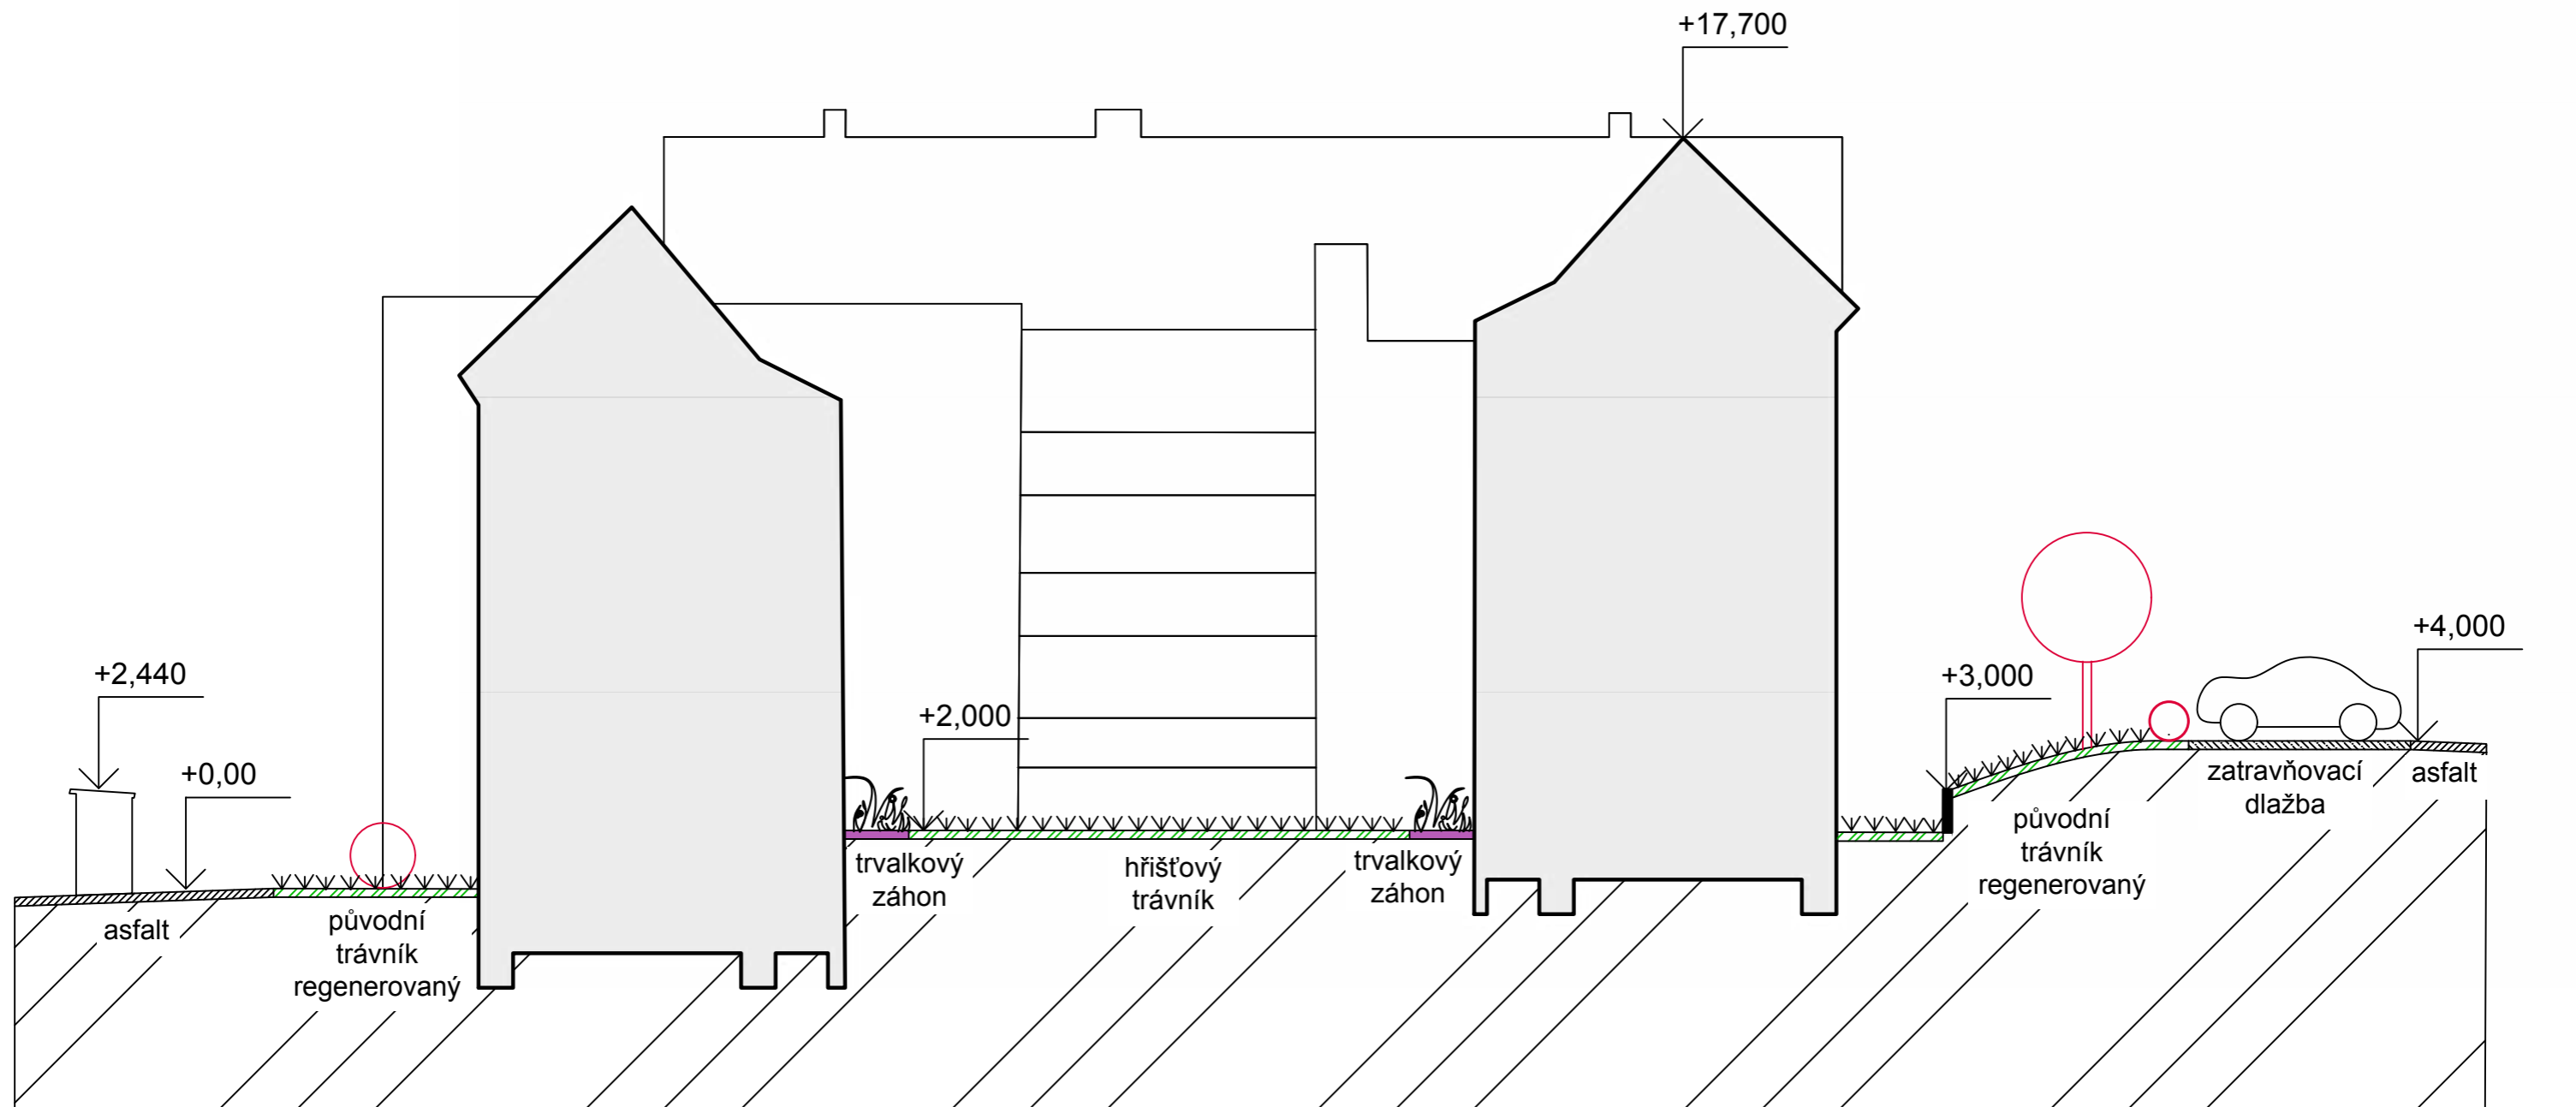 +17,700
+4,000
+2,440
+3,000
+2,000
+0,00
zatravňovací
dlažba
asfalt
původní
trávník
regenerovaný
trvalkový
záhon
hřišťový
trávník
trvalkový
záhon
asfalt
původní
trávník
regenerovaný